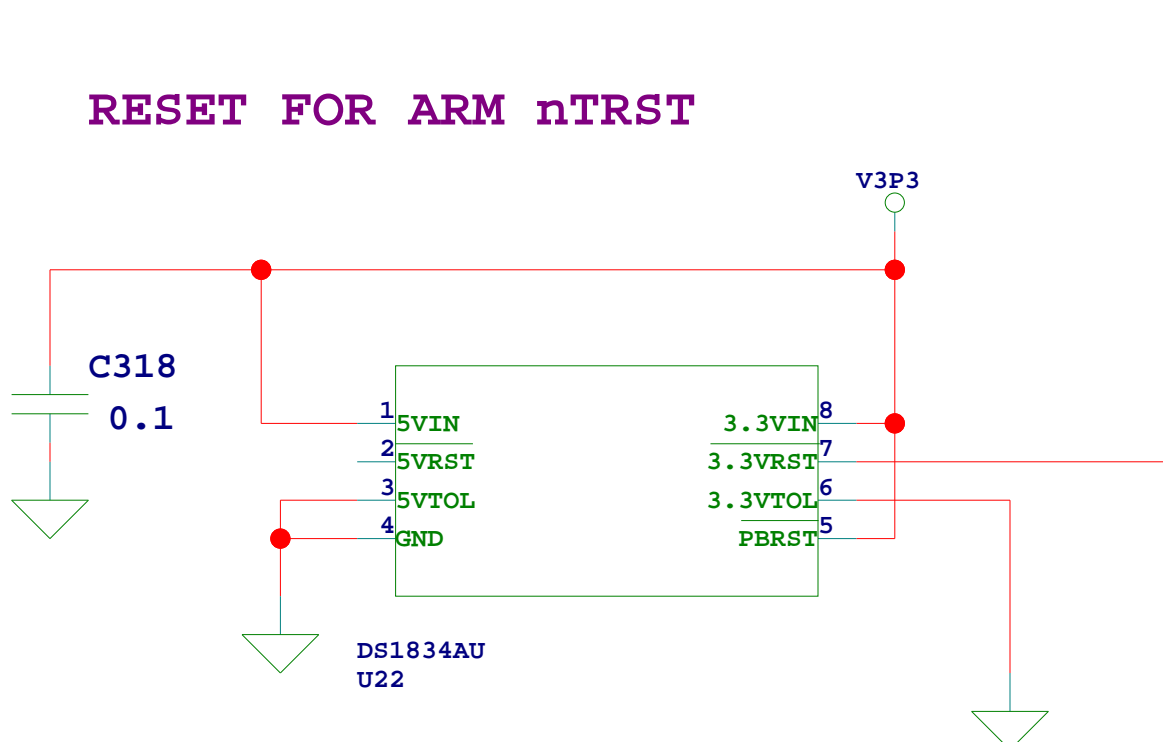 RESET FOR ARM nTRST
V3P3
C318
0.1
1 5VIN
2 5VRST
3 5VTOL
4 GND
3.3VIN 8
3.3VRST 7
3.3VTOL 6
PBRST 5
DS1834AU
U22